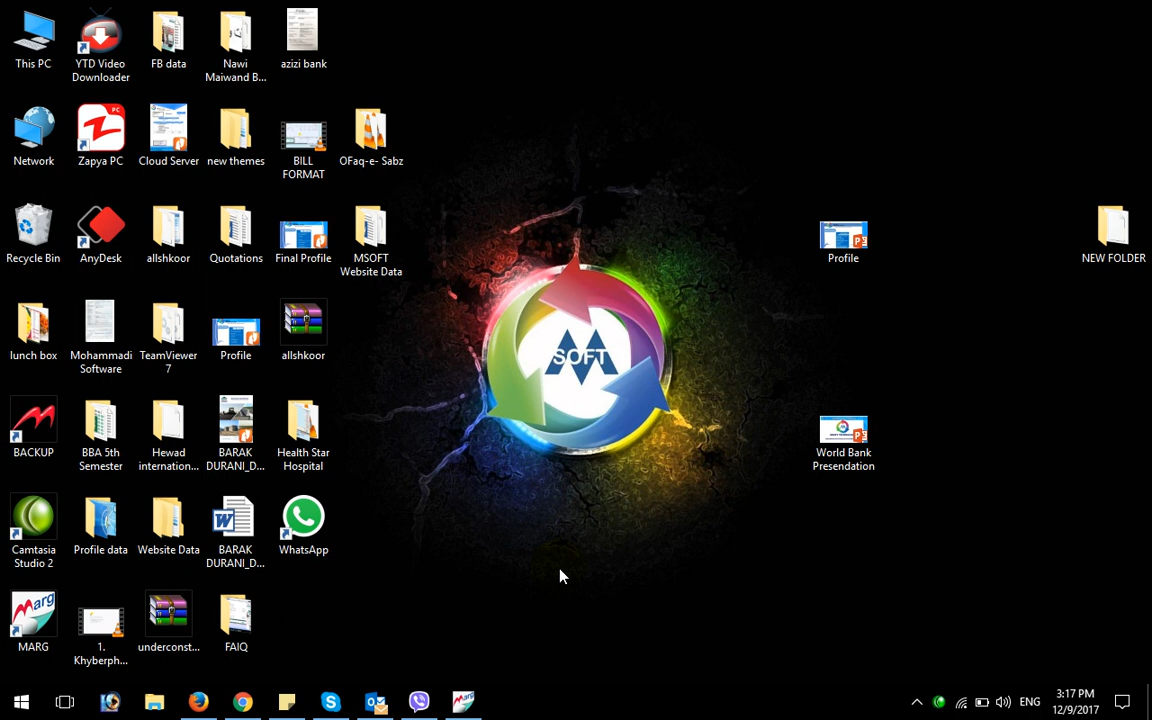 This PC
YTD Video
Downloader
FB data
Nawi
Maiwand B...
azizi bank
Network
PC
Zapya PC
Cloud Server
new themes
BILL
FORMAT
OFaq-e- Sabz
Recycle Bin
AnyDesk
allshkoor
Quotations
Final Profile
MSOFT
Website Data
Profile
NEW FOLDER
lunch box
Mohammadi
Software
TeamViewer
7
Profile
allshkoor
SOFT
BACKUP
BBA 5th
Semester
Hewad
internation...
BARAK
DURANI_D...
Health Star
Hospital
World Bank
Presendation
Camtasia
Studio 2
Profile data
Website Data
BARAK
DURANI_D...
WhatsApp
Marg
MARG
1.
Khyberph...
underconst...
FAIQ
ENG
3:17 PM
12/9/2017